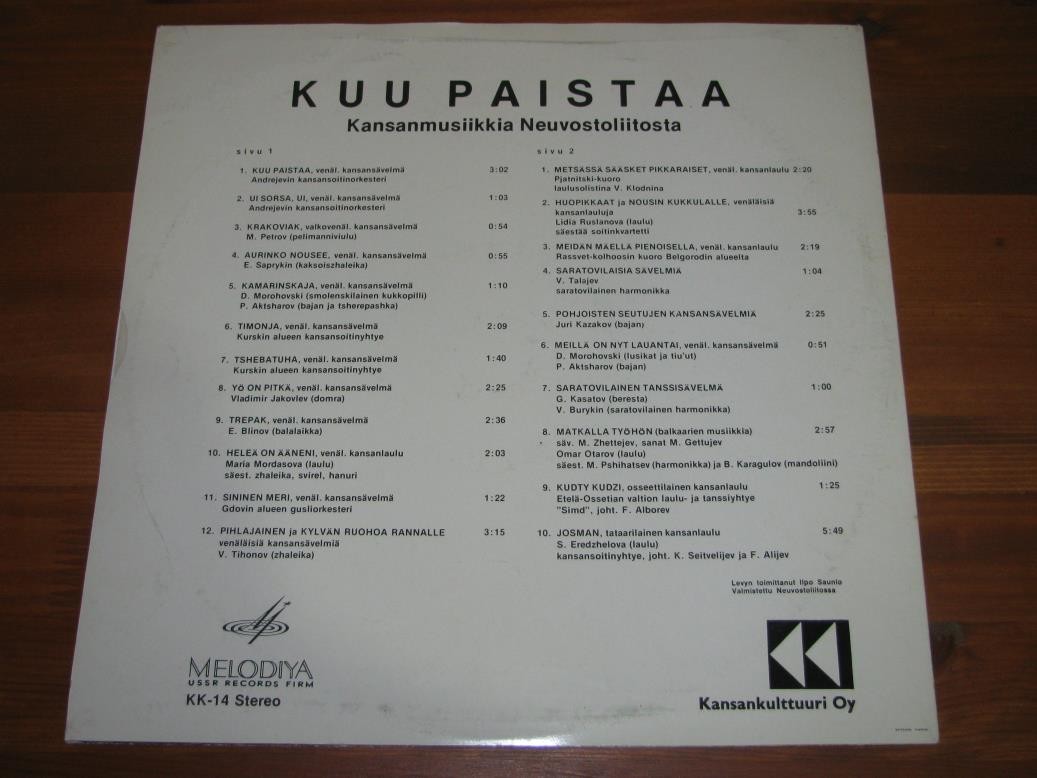 KUU PAISTAA
Kansanmusiikkia Neuvostoliitosta
sivu 1
1. KUU PAISTAA, venäl. kansansävelmä 3:02
Andrejevin kansansoitinorkesteri
2. UI SORSA, UI, venäl. kansansävelmä 1:03
Andrejevin kansansoitinorkesteri
3. KRAKOVIAK, valkovenäl. kansansävelmä 0:54
M. Petrov (pelimanniviulu)
4. AURINKO NOUSEE, venäl. kansansävelmä 0:55
E. Saprykin (kaksoiszhaleika)
5. KAMARINSKAJA, venäl. kansansävelmä 1:10
D. Morohovski (smolenskilainen kukkopilli)
P. Aktsharov (bajan ja tsherepashka)
6. TIMONJA, venäl. kansansävelmä 2:09
Kurskin alueen kansansoitinyhtye
7. TSHEBATUHA, venäl. kansansävelmä 1:40
Kurskin alueen kansansoitinyhtye
8. YÖ ON PITKÄ, venäl. kansansävelmä 2:25
Vladimir Jakovlev (domra)
9. TREPAK, venäl. kansansävelmä 2:36
E. Blinov (balalaikka)
10. HELEÄ ON ÄÄNENI, venäl. kansanlaulu 2:03
Maria Mordasova (laulu)
säest. zhaleika, svirel, hanuri
11. SININEN MERI, venäl. kansansävelmä 1:22
Gdovin alueen gusliorkesteri
12. PIHLAJAINEN ja KYLVÄN RUOHOA RANNALLE 3:15
venäläisiä kansansävelmiä
V. Tihonov (zhaleika)
sivu 2
1. METSÄSSÄ SÄÄSKET PIKKARAISET, venäl. kansanlaulu 2:20
Pjatnitski-kuoro
laulusolistina V. Klodnina
2. HUOPIKKAAT ja NOUSIN KUKKULALLE, venäläisiä
kansanlauluja 3:55
Lidia Ruslanova (laulu)
säestää soitinkvartetti
3. MEIDÄN MÄELLÄ PIENOISELLA, venäl. kansanlaulu 2:19
Rassvet-kolhoosin kuoro Belgorodin alueelta
4. SARATOVILAISIA SÄVELMIÄ 1:04
V. Talajev
saratovilainen harmonikka
5. POHJOISTEN SEUTUJEN KANSANSÄVELMIÄ 2:25
Juri Kazakov (bajan)
6. MEILLÄ ON NYT LAUANTAI, venäl. kansansävelmä 0:51
D. Morohovski (lusikat ja tiu'ut)
P. Aktsharov (bajan)
7. SARATOVILAINEN TANSSISÄVELMÄ 1:00
G. Kasatov (beresta)
V. Burykin (saratovilainen harmonikka)
8. MATKALLA TYÖHÖN (balkaarien musiikkia) 2:57
säv. M. Zhettejev, sanat M. Gettujev
Omar Otarov (laulu)
säest. M. Pshihatsev (harmonikka) ja B. Karagulov (mandoliini)
9. KUDTY KUDZI, osseettilainen kansanlaulu 1:25
Etelä-Ossetian valtion laulu- ja tanssiyhtye
"Simd", joht. F. Alborev
10. JOSMAN, tataarilainen kansanlaulu 5:49
S. Eredzhelova (laulu)
kansansoitinyhtye, joht. K. Seitvelijev ja F. Alijev
Levyn toimittanut Ilpo Saunio
Valmistettu Neuvostoliitossa
MELODIYA
USSR RECORDS FIRM
KK-14 Stereo
Kansankulttuuri Oy